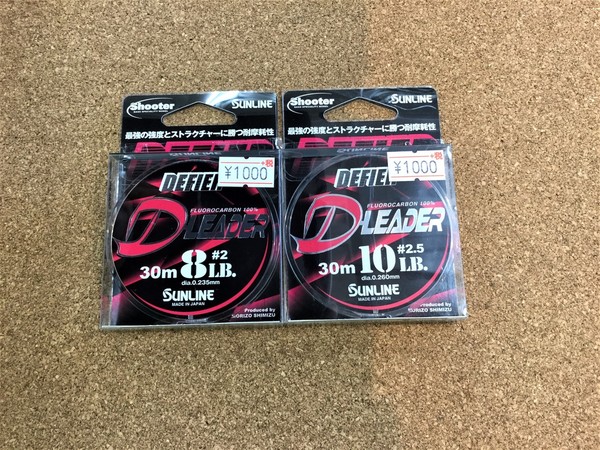 Shooter
SUNLINE
最強の強度とストラクチャーに勝つ耐摩耗性
+税
¥1000
DEFIER
FLUOROCARBON 100%
D-LEADER
#2
30m 8LB.
dia.0.235mm
SUNLINE
MADE IN JAPAN
Produced by
NORIZO SHIMIZU
Shooter
SUNLINE
最強の強度とストラクチャーに勝つ耐摩耗性
+税
¥1000
DEFIER
FLUOROCARBON 100%
D-LEADER
#2.5
30m 10LB.
dia.0.260mm
SUNLINE
MADE IN JAPAN
Produced by
NORIZO SHIMIZU